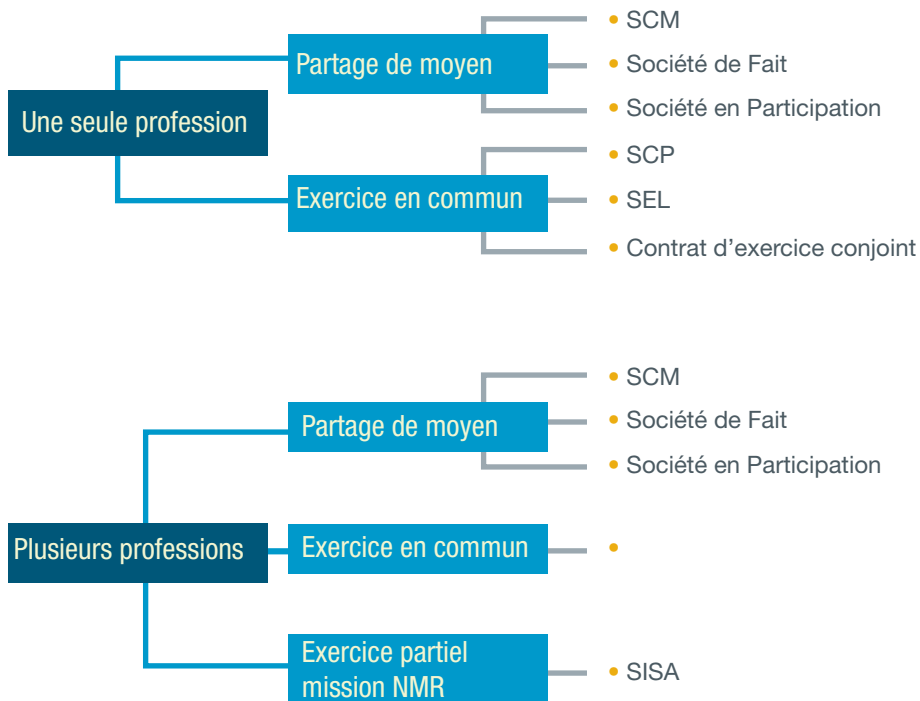 Une seule profession
Partage de moyen
• SCM
• Société de Fait
• Société en Participation
Exercice en commun
• SCP
• SEL
• Contrat d'exercice conjoint
Plusieurs professions
Partage de moyen
• SCM
• Société de Fait
• Société en Participation
Exercice en commun
•
Exercice partiel
mission NMR
• SISA